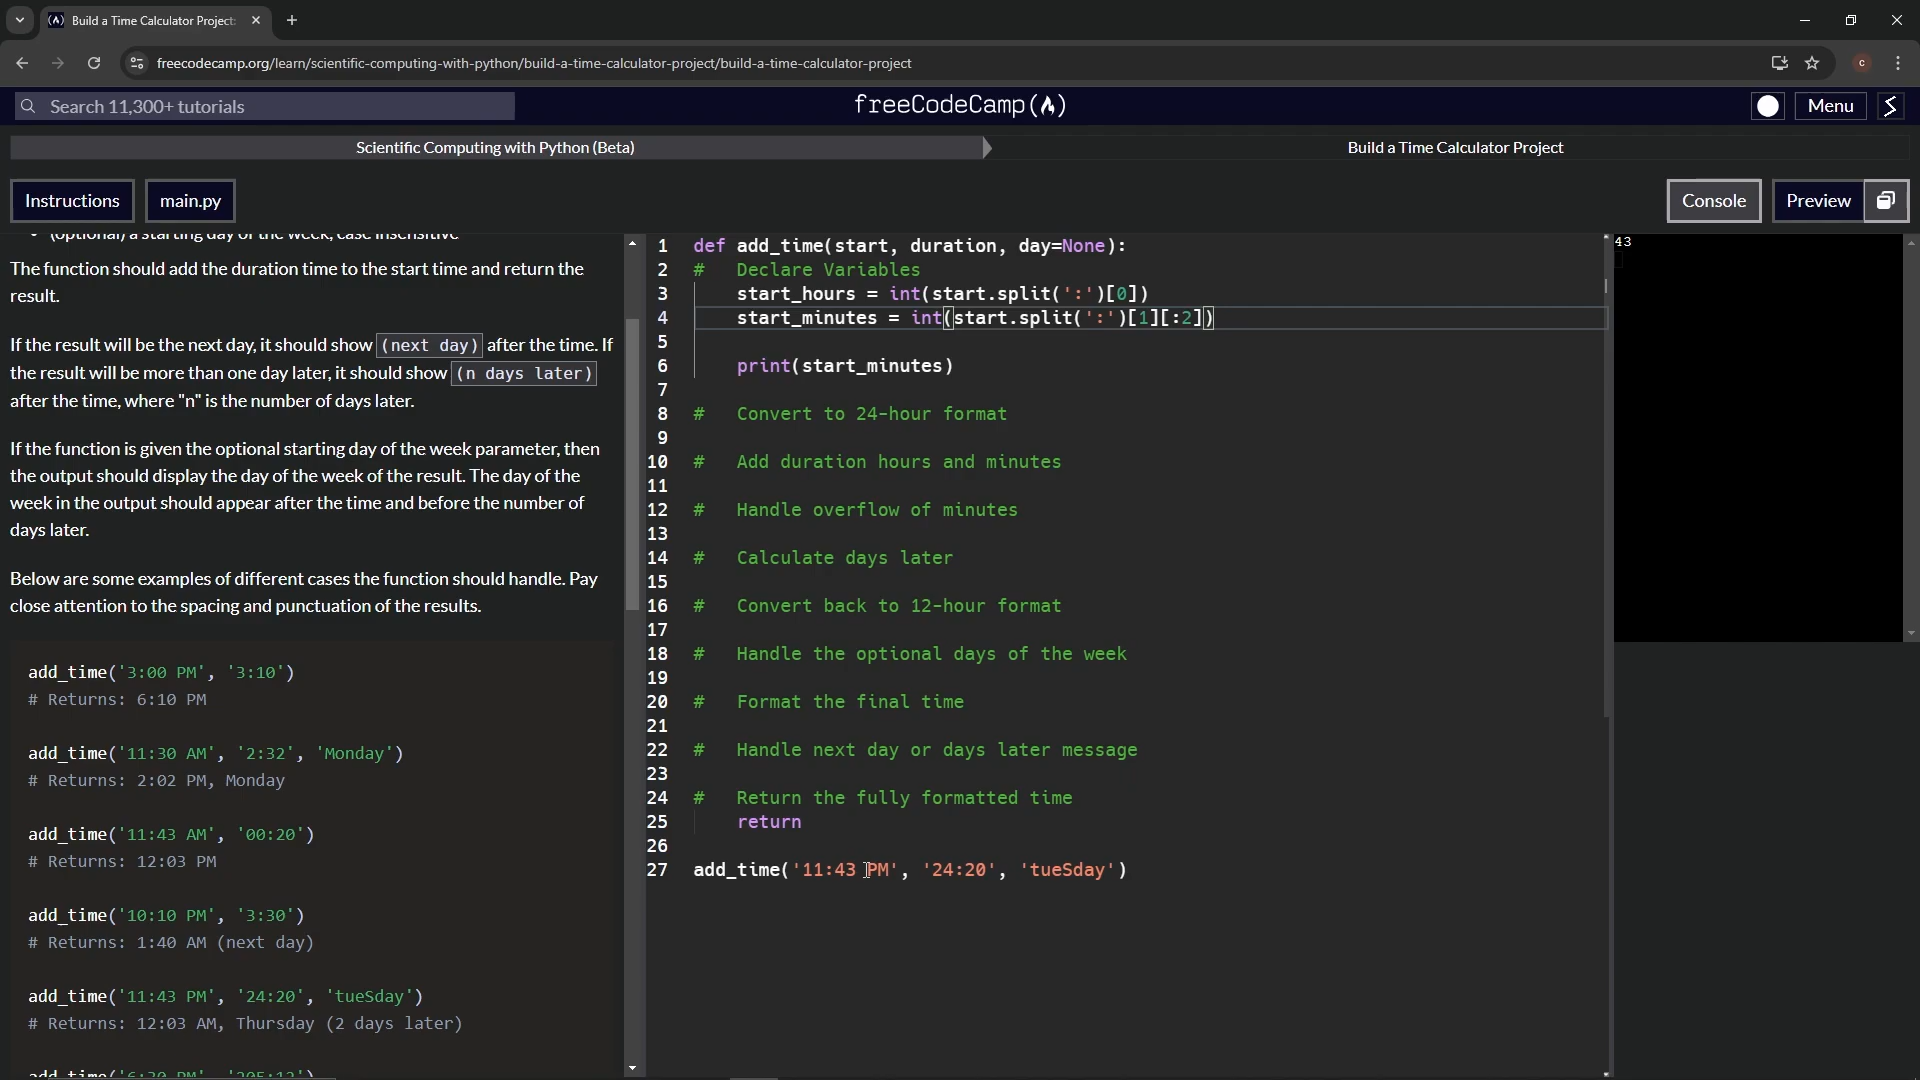 Build a Time Calculator Project:
freecodecamp.org/learn/scientific-computing-with-python/build-a-time-calculator-project/build-a-time-calculator-project
c
Search 11,300+ tutorials
freeCodeCamp(🔥)
Menu
Scientific Computing with Python (Beta)
Build a Time Calculator Project
Instructions
main.py
Console
Preview
• (optional) a starting day of the week, case insensitive
The function should add the duration time to the start time and return the
result.
If the result will be the next day, it should show (next day) after the time. If
the result will be more than one day later, it should show (n days later)
after the time, where "n" is the number of days later.
If the function is given the optional starting day of the week parameter, then
the output should display the day of the week of the result. The day of the
week in the output should appear after the time and before the number of
days later.
Below are some examples of different cases the function should handle. Pay
close attention to the spacing and punctuation of the results.
add_time('3:00 PM', '3:10')
# Returns: 6:10 PM
add_time('11:30 AM', '2:32', 'Monday')
# Returns: 2:02 PM, Monday
add_time('11:43 AM', '00:20')
# Returns: 12:03 PM
add_time('10:10 PM', '3:30')
# Returns: 1:40 AM (next day)
add_time('11:43 PM', '24:20', 'tueSday')
# Returns: 12:03 AM, Thursday (2 days later)
add_time('6:30 PM', '205:12')
1 def add_time(start, duration, day=None):
2 #   Declare Variables
3     start_hours = int(start.split(':')[0])
4     start_minutes = int(start.split(':')[1][:2])
5
6     print(start_minutes)
7
8 #   Convert to 24-hour format
9
10 #   Add duration hours and minutes
11
12 #   Handle overflow of minutes
13
14 #   Calculate days later
15
16 #   Convert back to 12-hour format
17
18 #   Handle the optional days of the week
19
20 #   Format the final time
21
22 #   Handle next day or days later message
23
24 #   Return the fully formatted time
25     return
26
27 add_time('11:43 PM', '24:20', 'tueSday')
43